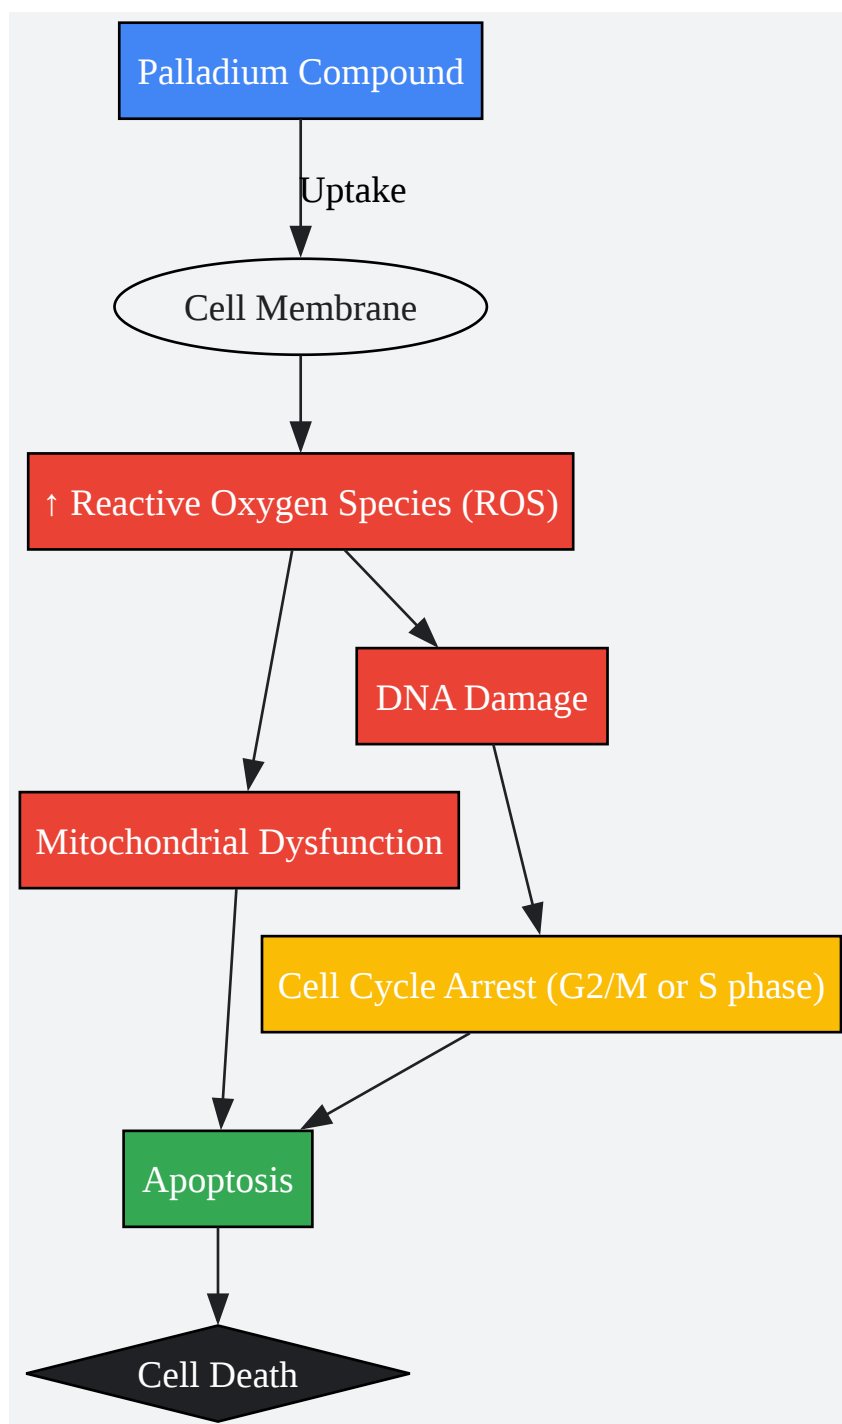 Palladium Compound
Uptake
Cell Membrane
↑ Reactive Oxygen Species (ROS)
DNA Damage
Mitochondrial Dysfunction
Cell Cycle Arrest (G2/M or S phase)
Apoptosis
Cell Death